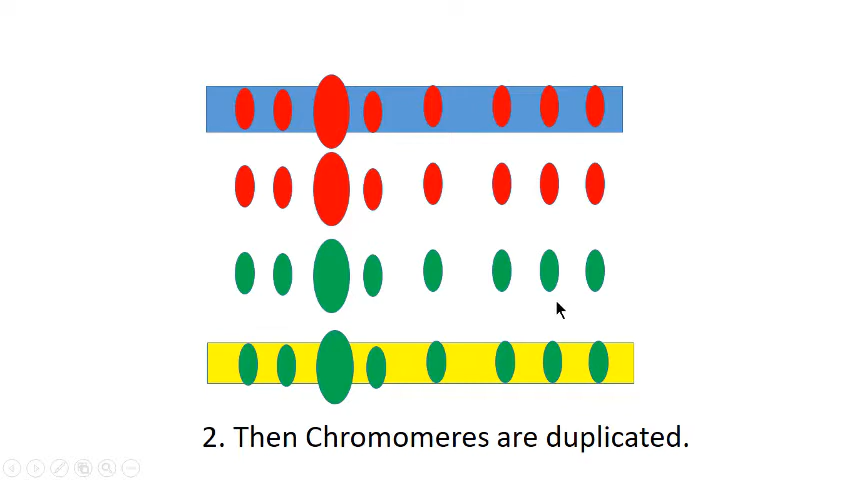 2. Then Chromomeres are duplicated.